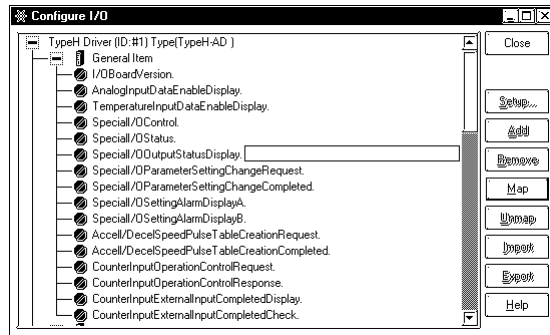 Configure I/O
TypeH Driver (ID:#1) Type(TypeH-AD )
General Item
I/OBoardVersion.
AnalogInputDataEnableDisplay.
TemperatureInputDataEnableDisplay.
SpecialI/OControl.
SpecialI/OStatus.
SpecialI/OOutputStatusDisplay.
SpecialI/OParameterSettingChangeRequest.
SpecialI/OParameterSettingChangeCompleted.
SpecialI/OSettingAlarmDisplayA.
SpecialI/OSettingAlarmDisplayB.
Accell/DecelSpeedPulseTableCreationRequest.
Accell/DecelSpeedPulseTableCreationCompleted.
CounterInputOperationControlRequest.
CounterInputOperationControlResponse.
CounterInputExternalInputCompletedDisplay.
CounterInputExternalInputCompletedCheck.
Close
Setup...
Add
Remove
Map
Unmap
Import
Export
Help